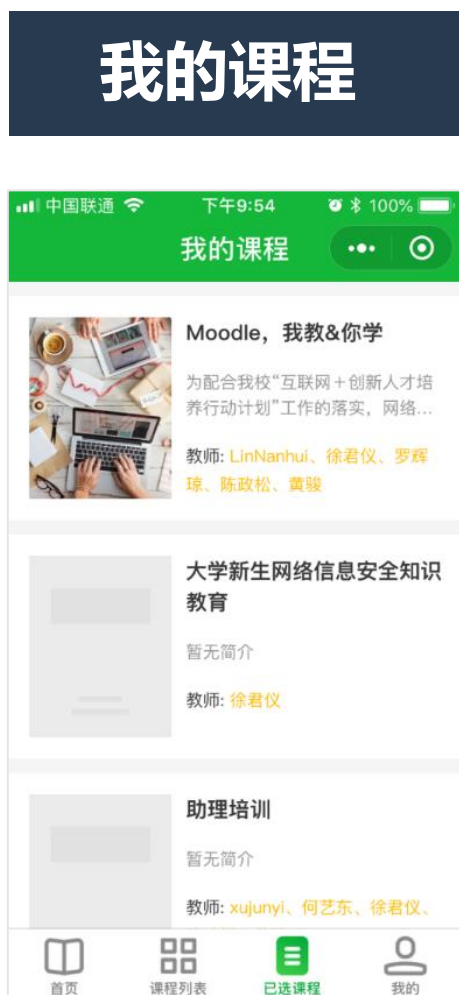 我的课程
中国联通 下午9:54 100%
我的课程
Moodle，我教&你学
为配合我校“互联网＋创新人才培
养行动计划”工作的落实，网络...
教师: LinNanhui、徐君仪、罗辉
琼、陈政松、黄骏
大学新生网络信息安全知识
教育
暂无简介
教师: 徐君仪
助理培训
暂无简介
教师: xujunyi、何艺东、徐君仪、
首页 课程列表 已选课程 我的